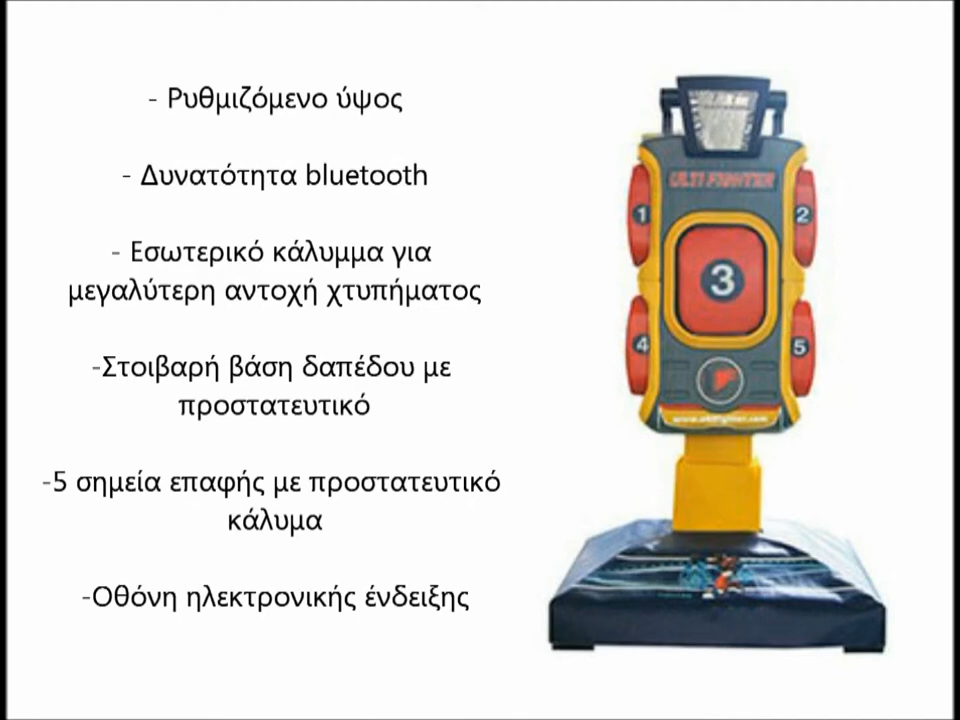 - Ρυθμιζόμενο ύψος
- Δυνατότητα bluetooth
- Εσωτερικό κάλυμμα για
μεγαλύτερη αντοχή χτυπήματος
-Στοιβαρή βάση δαπέδου με
προστατευτικό
-5 σημεία επαφής με προστατευτικό
κάλυμα
-Οθόνη ηλεκτρονικής ένδειξης
ULTI FIGHTER
1
2
3
4
5